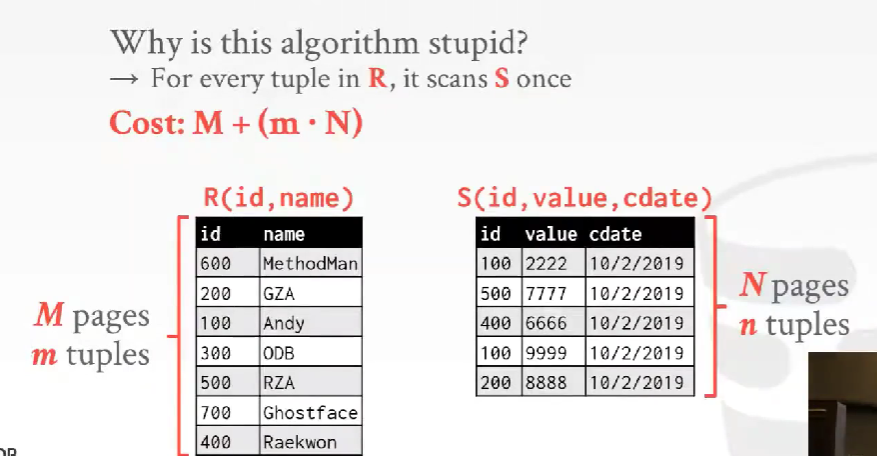 Why is this algorithm stupid?
→ For every tuple in R, it scans S once
Cost: M + (m · N)
R(id,name)
id name
600 MethodMan
200 GZA
100 Andy
300 ODB
500 RZA
700 Ghostface
400 Raekwon
M pages
m tuples
S(id,value,cdate)
id value cdate
100 2222 10/2/2019
500 7777 10/2/2019
400 6666 10/2/2019
100 9999 10/2/2019
200 8888 10/2/2019
N pages
n tuples